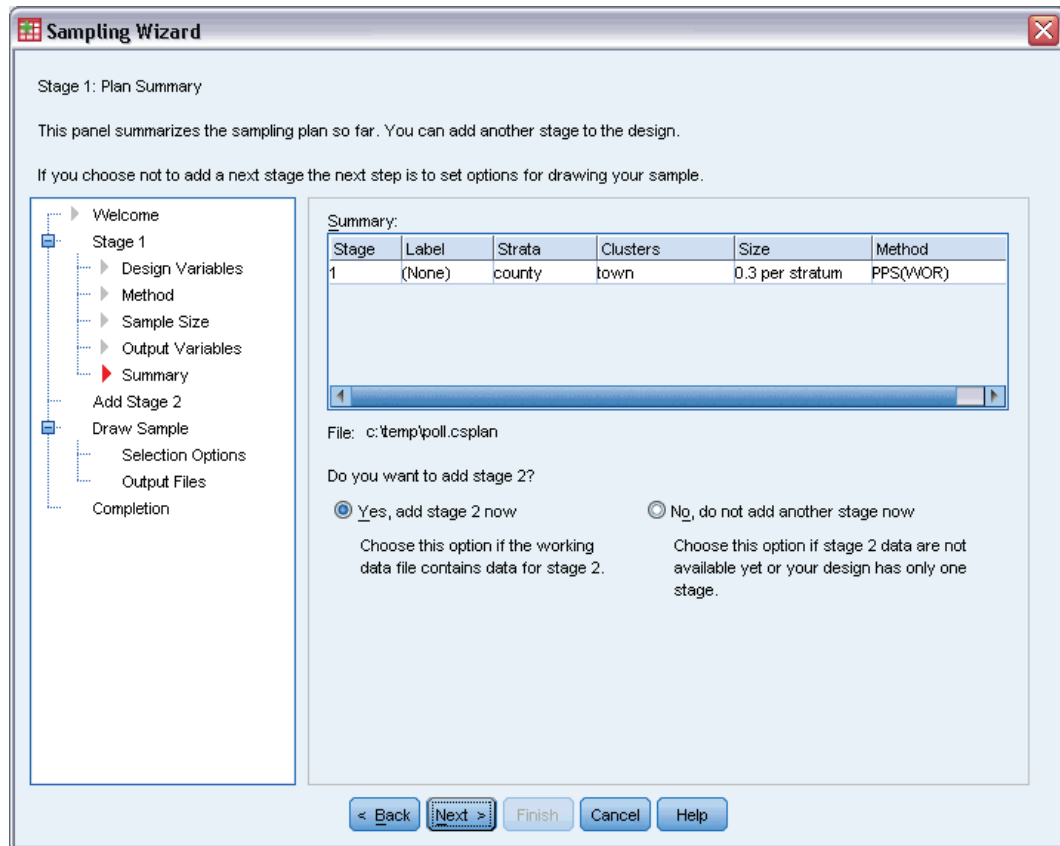 Sampling Wizard
Stage 1: Plan Summary
This panel summarizes the sampling plan so far. You can add another stage to the design.
If you choose not to add a next stage the next step is to set options for drawing your sample.
Welcome
Stage 1
Design Variables
Method
Sample Size
Output Variables
Summary
Add Stage 2
Draw Sample
Selection Options
Output Files
Completion
Summary:
Stage Label Strata Clusters Size Method
1 (None) county town 0.3 per stratum PPS(WOR)
File: c:\temp\poll.csplan
Do you want to add stage 2?
Yes, add stage 2 now
Choose this option if the working
data file contains data for stage 2.
No, do not add another stage now
Choose this option if stage 2 data are not
available yet or your design has only one
stage.
< Back Next > Finish Cancel Help